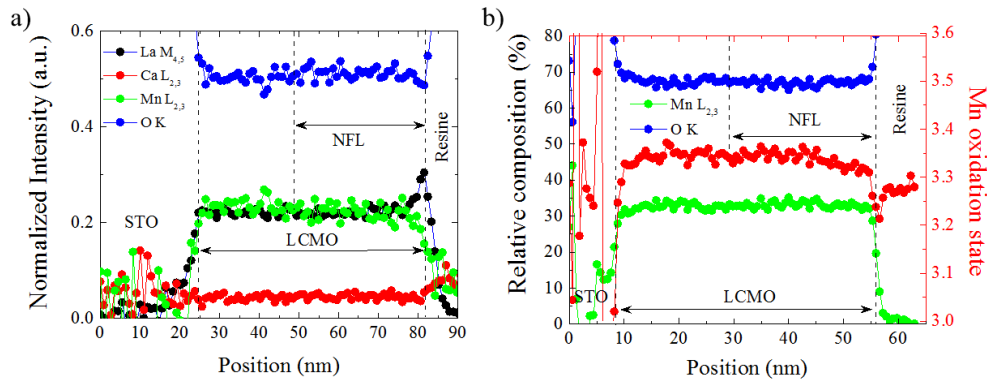 a)
Normalized Intensity (a.u.)
0.6
0.4
0.2
0.0
La M4,5
Ca L2,3
Mn L2,3
O K
NFL
STO
LCMO
Resine
0 10 20 30 40 50 60 70 80 90
Position (nm)
b)
Relative composition (%)
80
70
60
50
40
30
20
10
0
Mn L2,3
O K
NFL
Resine
STO
LCMO
0 10 20 30 40 50 60
Position (nm)
3.6
3.5
3.4
3.3
3.2
3.1
3.0
Mn oxidation state